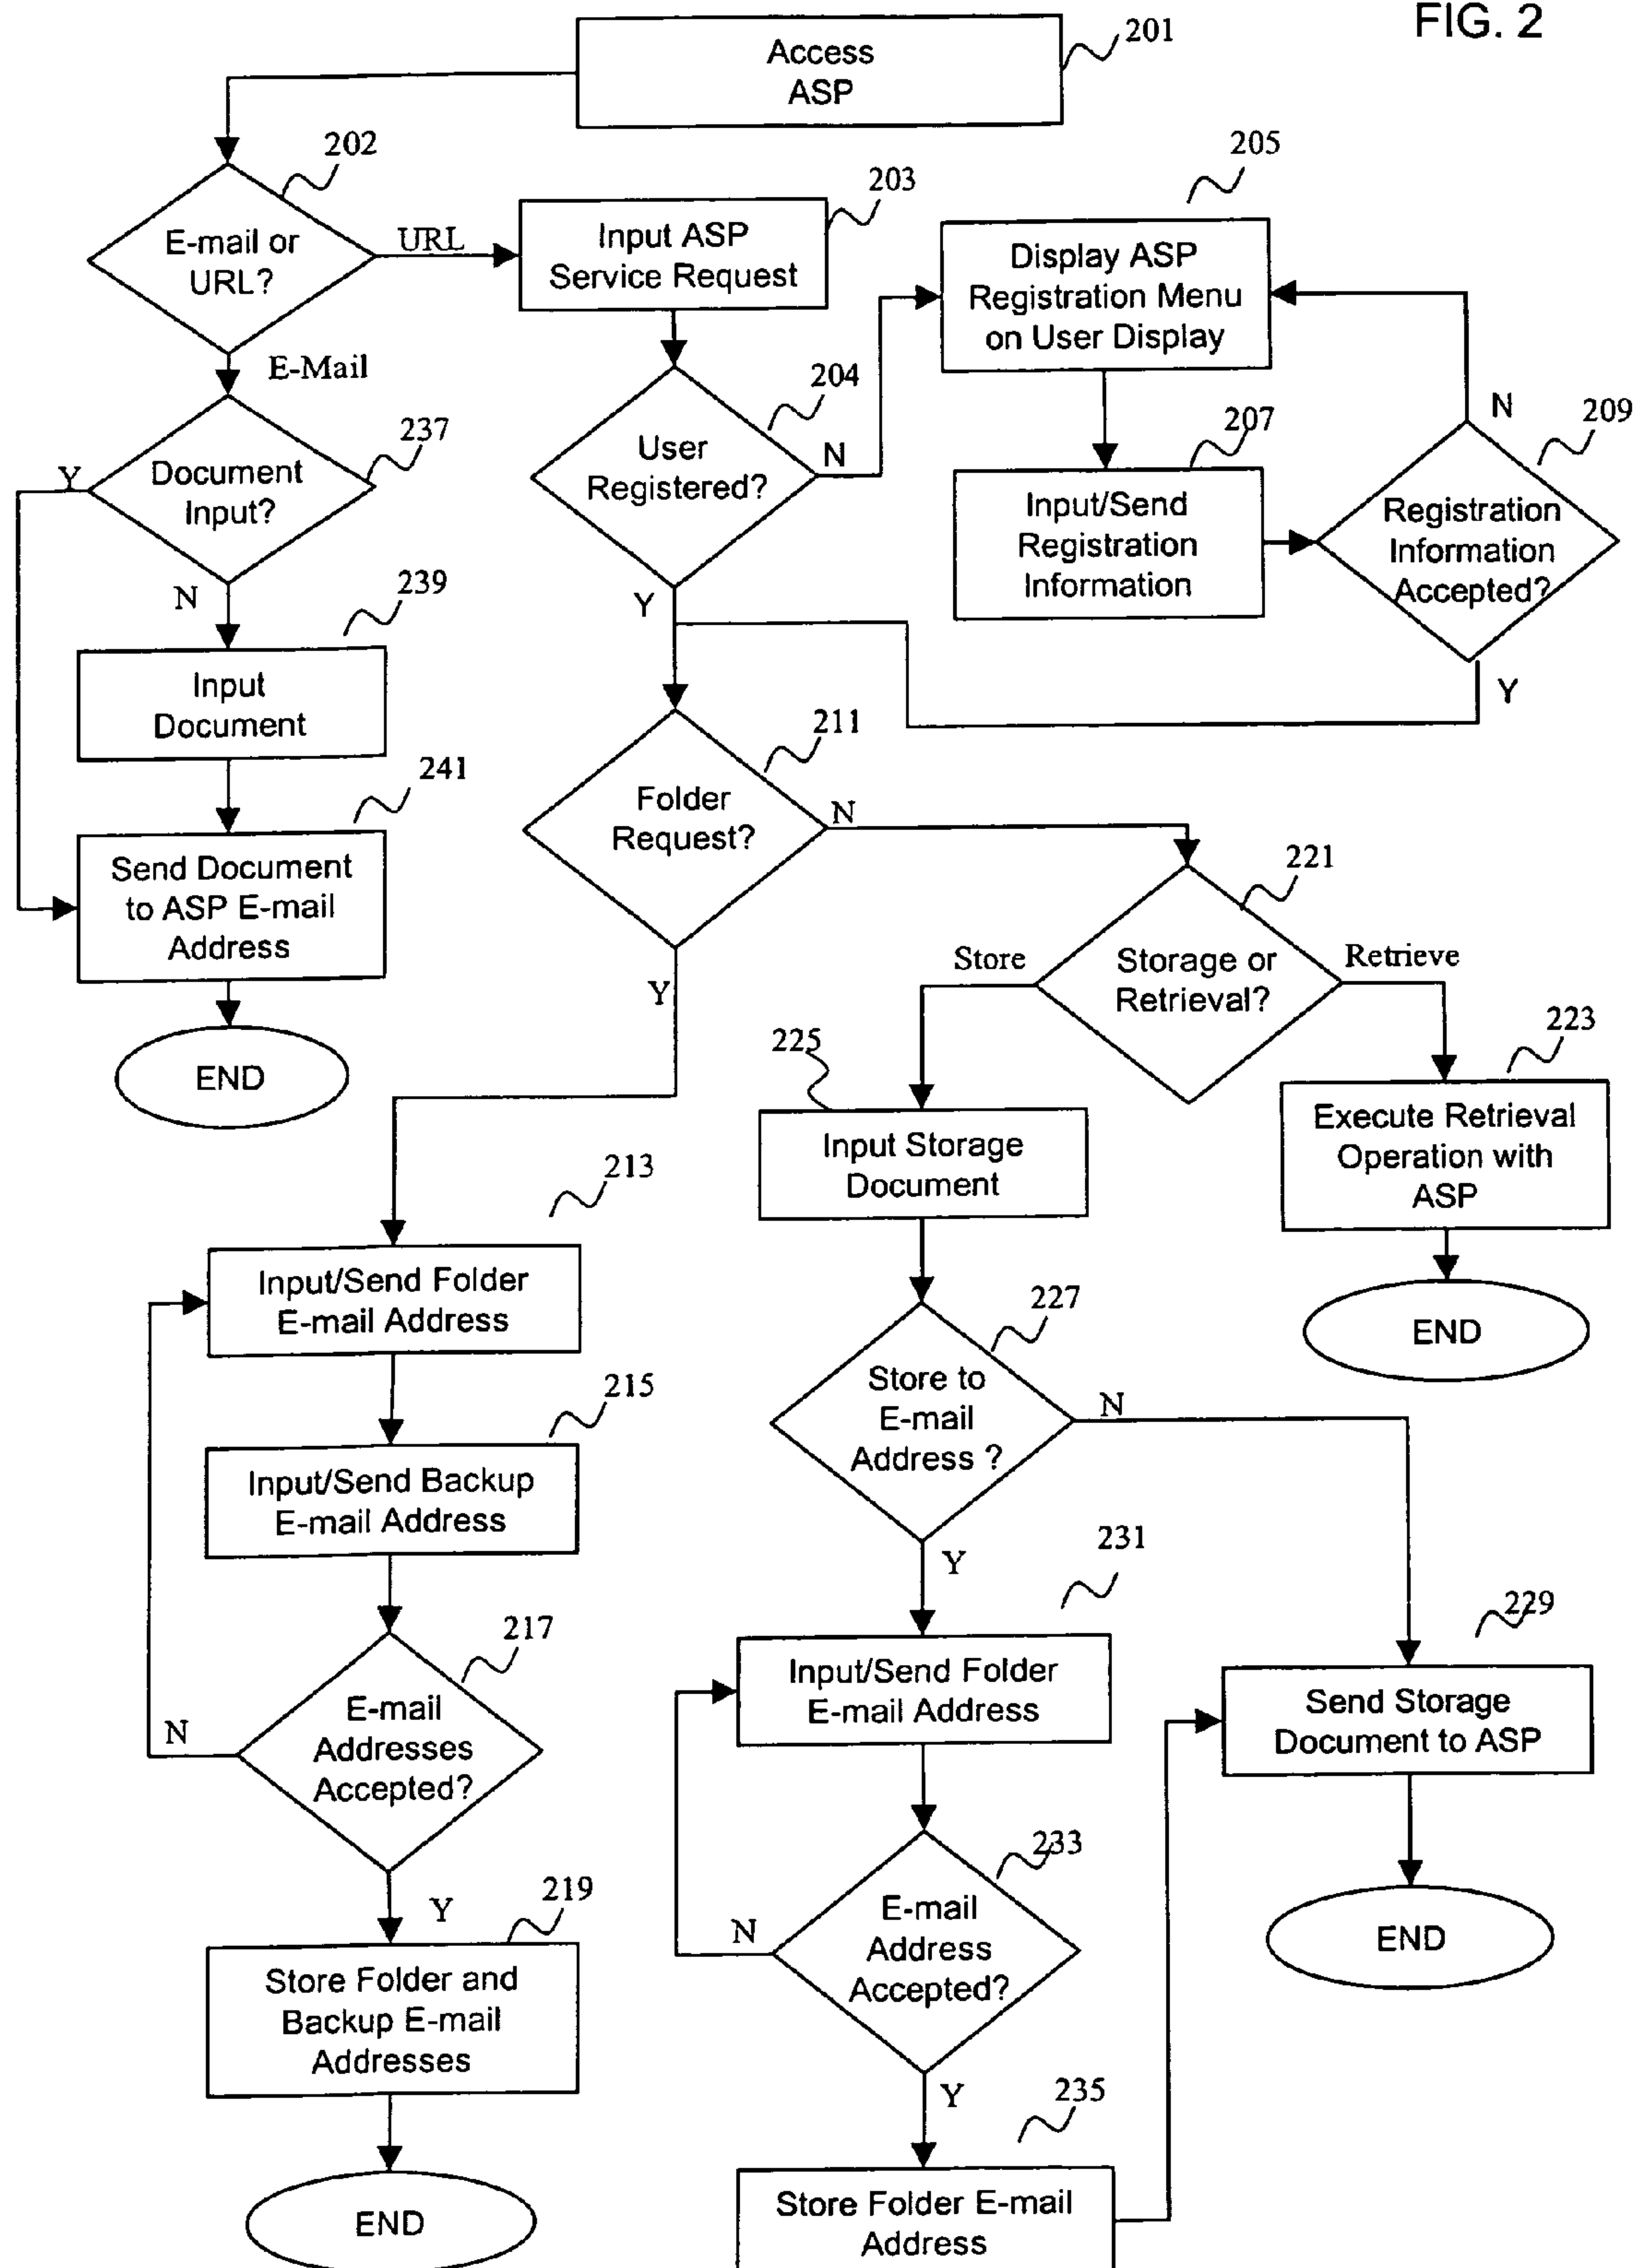 FIG. 2
Access
ASP
201
202
E-mail or
URL?
URL
203
Input ASP
Service Request
205
Display ASP
Registration Menu
on User Display
E-Mail
204
User
Registered?
N
Y
207
Input/Send
Registration
Information
209
Registration
Information
Accepted?
N
Y
237
Document
Input?
Y
N
239
Input
Document
241
Send Document
to ASP E-mail
Address
END
211
Folder
Request?
N
Y
221
Storage or
Retrieval?
Store
Retrieve
223
Execute Retrieval
Operation with
ASP
END
225
Input Storage
Document
213
Input/Send Folder
E-mail Address
215
Input/Send Backup
E-mail Address
217
E-mail
Addresses
Accepted?
N
Y
219
Store Folder and
Backup E-mail
Addresses
END
227
Store to
E-mail
Address ?
N
Y
231
Input/Send Folder
E-mail Address
229
Send Storage
Document to ASP
END
233
E-mail
Address
Accepted?
N
Y
235
Store Folder E-mail
Address